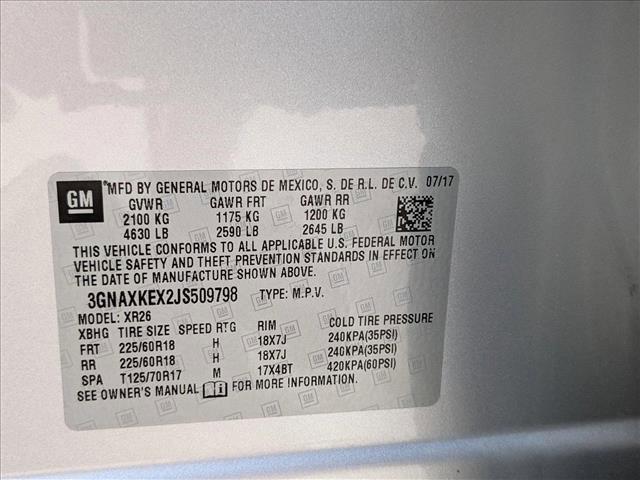 GM
*MFD BY GENERAL MOTORS DE MEXICO, S. DE R.L. DE C.V. 07/17
GVWR GAWR FRT GAWR RR
2100 KG 1175 KG 1200 KG
4630 LB 2590 LB 2645 LB
THIS VEHICLE CONFORMS TO ALL APPLICABLE U.S. FEDERAL MOTOR
VEHICLE SAFETY AND THEFT PREVENTION STANDARDS IN EFFECT ON
THE DATE OF MANUFACTURE SHOWN ABOVE.
3GNAXKEX2JS509798 TYPE: M.P.V.
MODEL: XR26
XBHG TIRE SIZE SPEED RTG RIM COLD TIRE PRESSURE
FRT 225/60R18 H 18X7J 240KPA(35PSI)
RR 225/60R18 H 18X7J 240KPA(35PSI)
SPA T125/70R17 M 17X4BT 420KPA(60PSI)
SEE OWNER'S MANUAL FOR MORE INFORMATION.